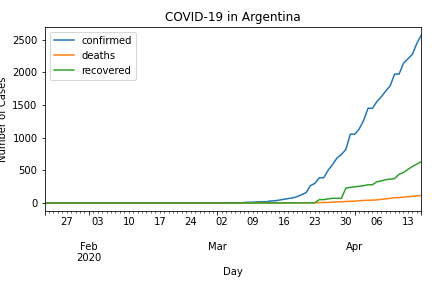 COVID-19 in Argentina
confirmed
deaths
recovered
Number of Cases
2500
2000
1500
1000
500
0
27 03 10 17 24 02 09 16 23 30 06 13
Feb Mar Apr
2020
Day